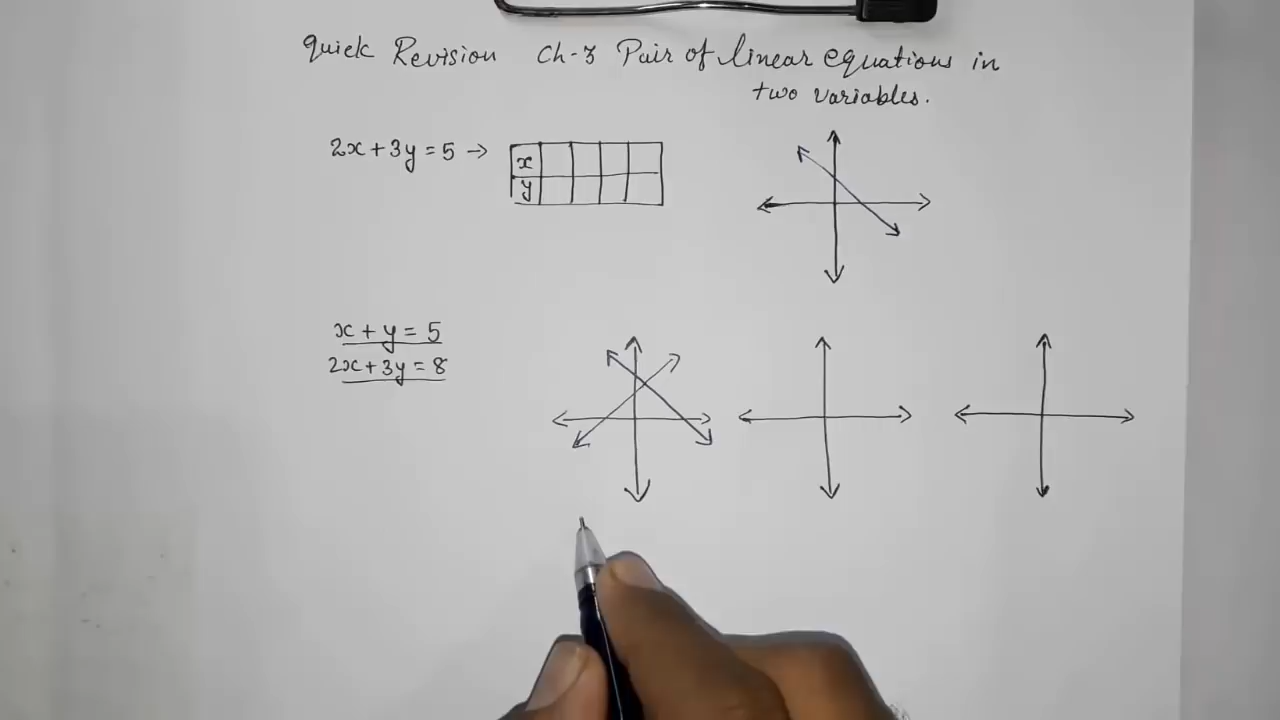 Quick Revision Ch-3 Pair of linear equations in
two variables.
2x + 3y = 5 →
x
y
x + y = 5
2x + 3y = 8